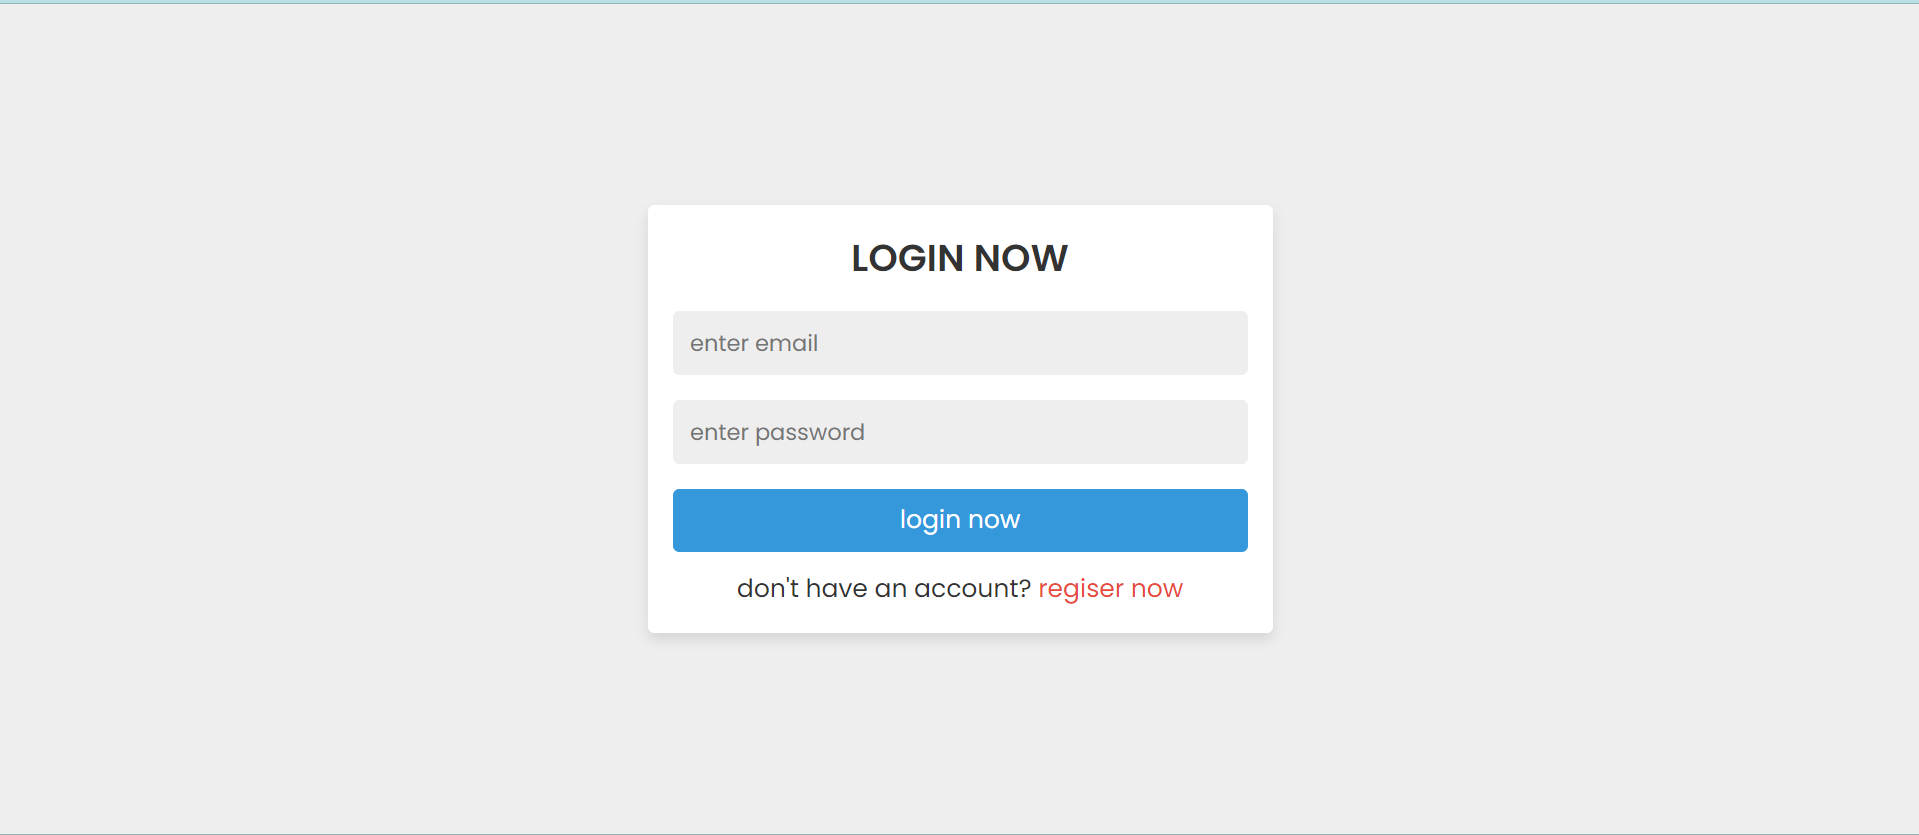 LOGIN NOW
enter email
enter password
login now
don't have an account? regiser now